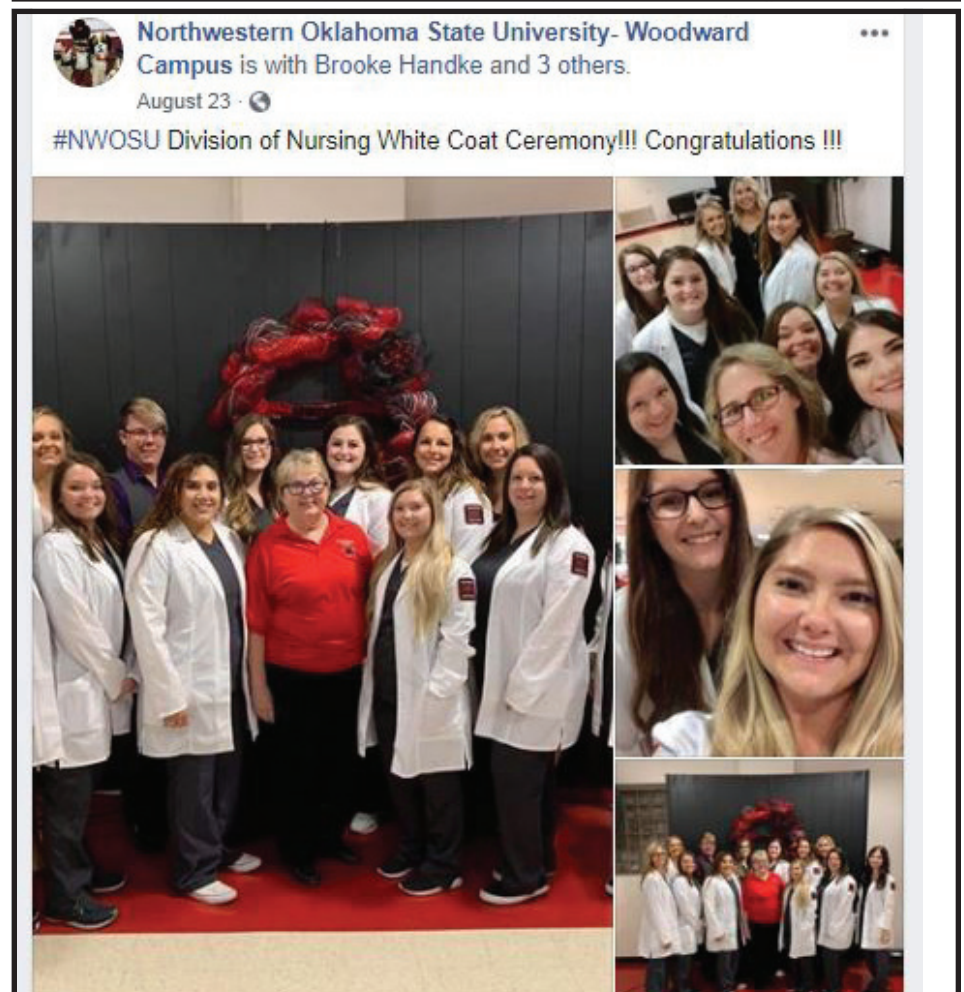 Northwestern Oklahoma State University- Woodward
Campus is with Brooke Handke and 3 others.
August 23 ·
#NWOSU Division of Nursing White Coat Ceremony!!! Congratulations !!!